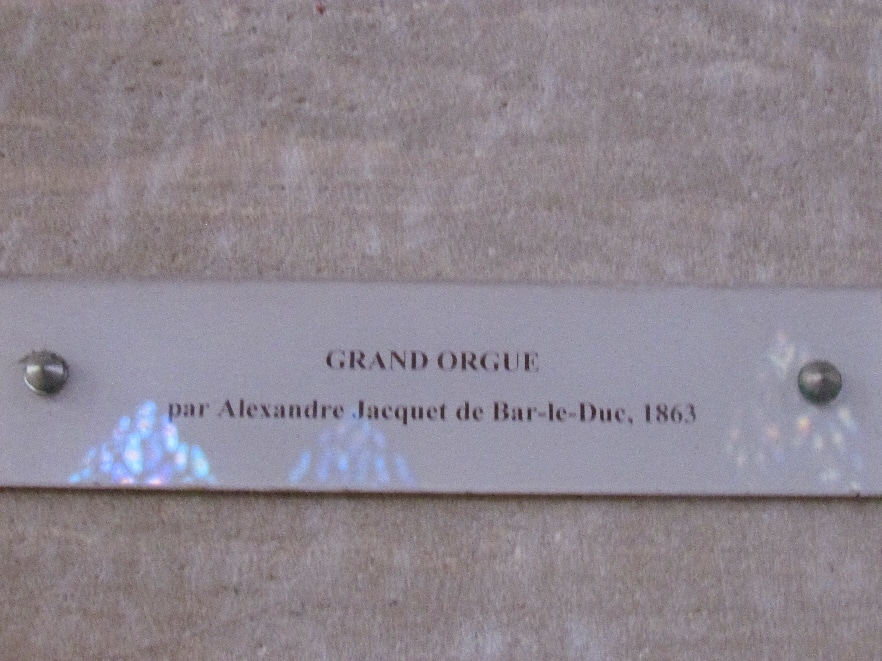 GRAND ORGUE
par Alexandre Jacquet de Bar-le-Duc, 1863